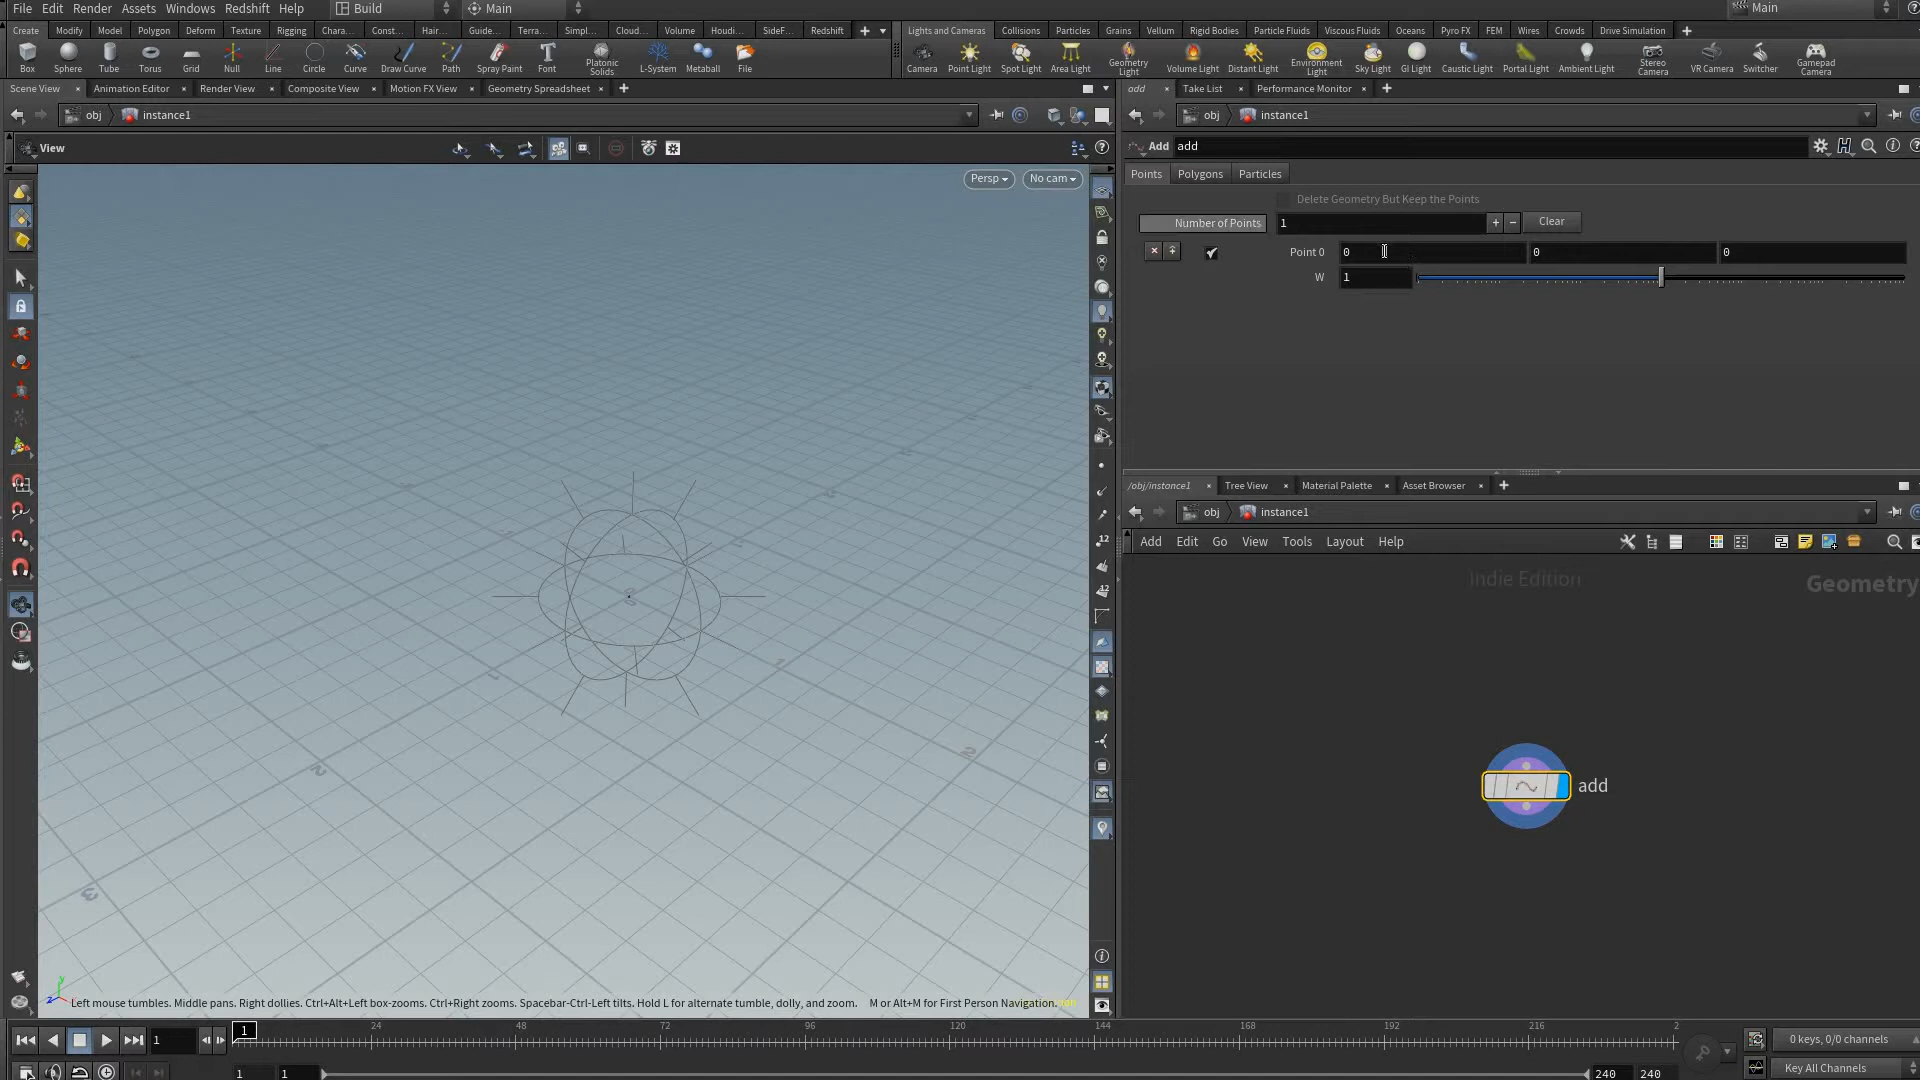 File Edit Render Assets Windows Redshift Help Build Main Main
Create Modify Model Polygon Deform Texture Rigging Chara... Const... Hair... Guide... Terra... Simpl... Cloud... Volume Houdi... SideF... Redshift
Lights and Cameras Collisions Particles Grains Vellum Rigid Bodies Particle Fluids Viscous Fluids Oceans Pyro FX FEM Wires Crowds Drive Simulation
Box Sphere Tube Torus Grid Null Line Circle Curve Draw Curve Path Spray Paint Font Platonic Solids L-System Metaball File
Camera Point Light Spot Light Area Light Geometry Light Volume Light Distant Light Environment Light Sky Light GI Light Caustic Light Portal Light Ambient Light Stereo Camera VR Camera Switcher Gamepad Camera
Scene View Animation Editor Render View Composite View Motion FX View Geometry Spreadsheet
add Take List Performance Monitor
obj instance1
obj instance1
View
Add add
Persp No cam
Points Polygons Particles
Delete Geometry But Keep the Points
Number of Points 1 Clear
Point 0 0 0 0
W 1
/obj/instance1 Tree View Material Palette Asset Browser
obj instance1
Add Edit Go View Tools Layout Help
Indie Edition
Geometry
add
Left mouse tumbles. Middle pans. Right dollies. Ctrl+Alt+Left box-zooms. Ctrl+Right zooms. Spacebar-Ctrl-Left tilts. Hold L for alternate tumble, dolly, and zoom. M or Alt+M for First Person Navigation.
1 1 24 48 72 96 120 144 168 192 216 2
0 keys, 0/0 channels
1 1 240 240
Key All Channels